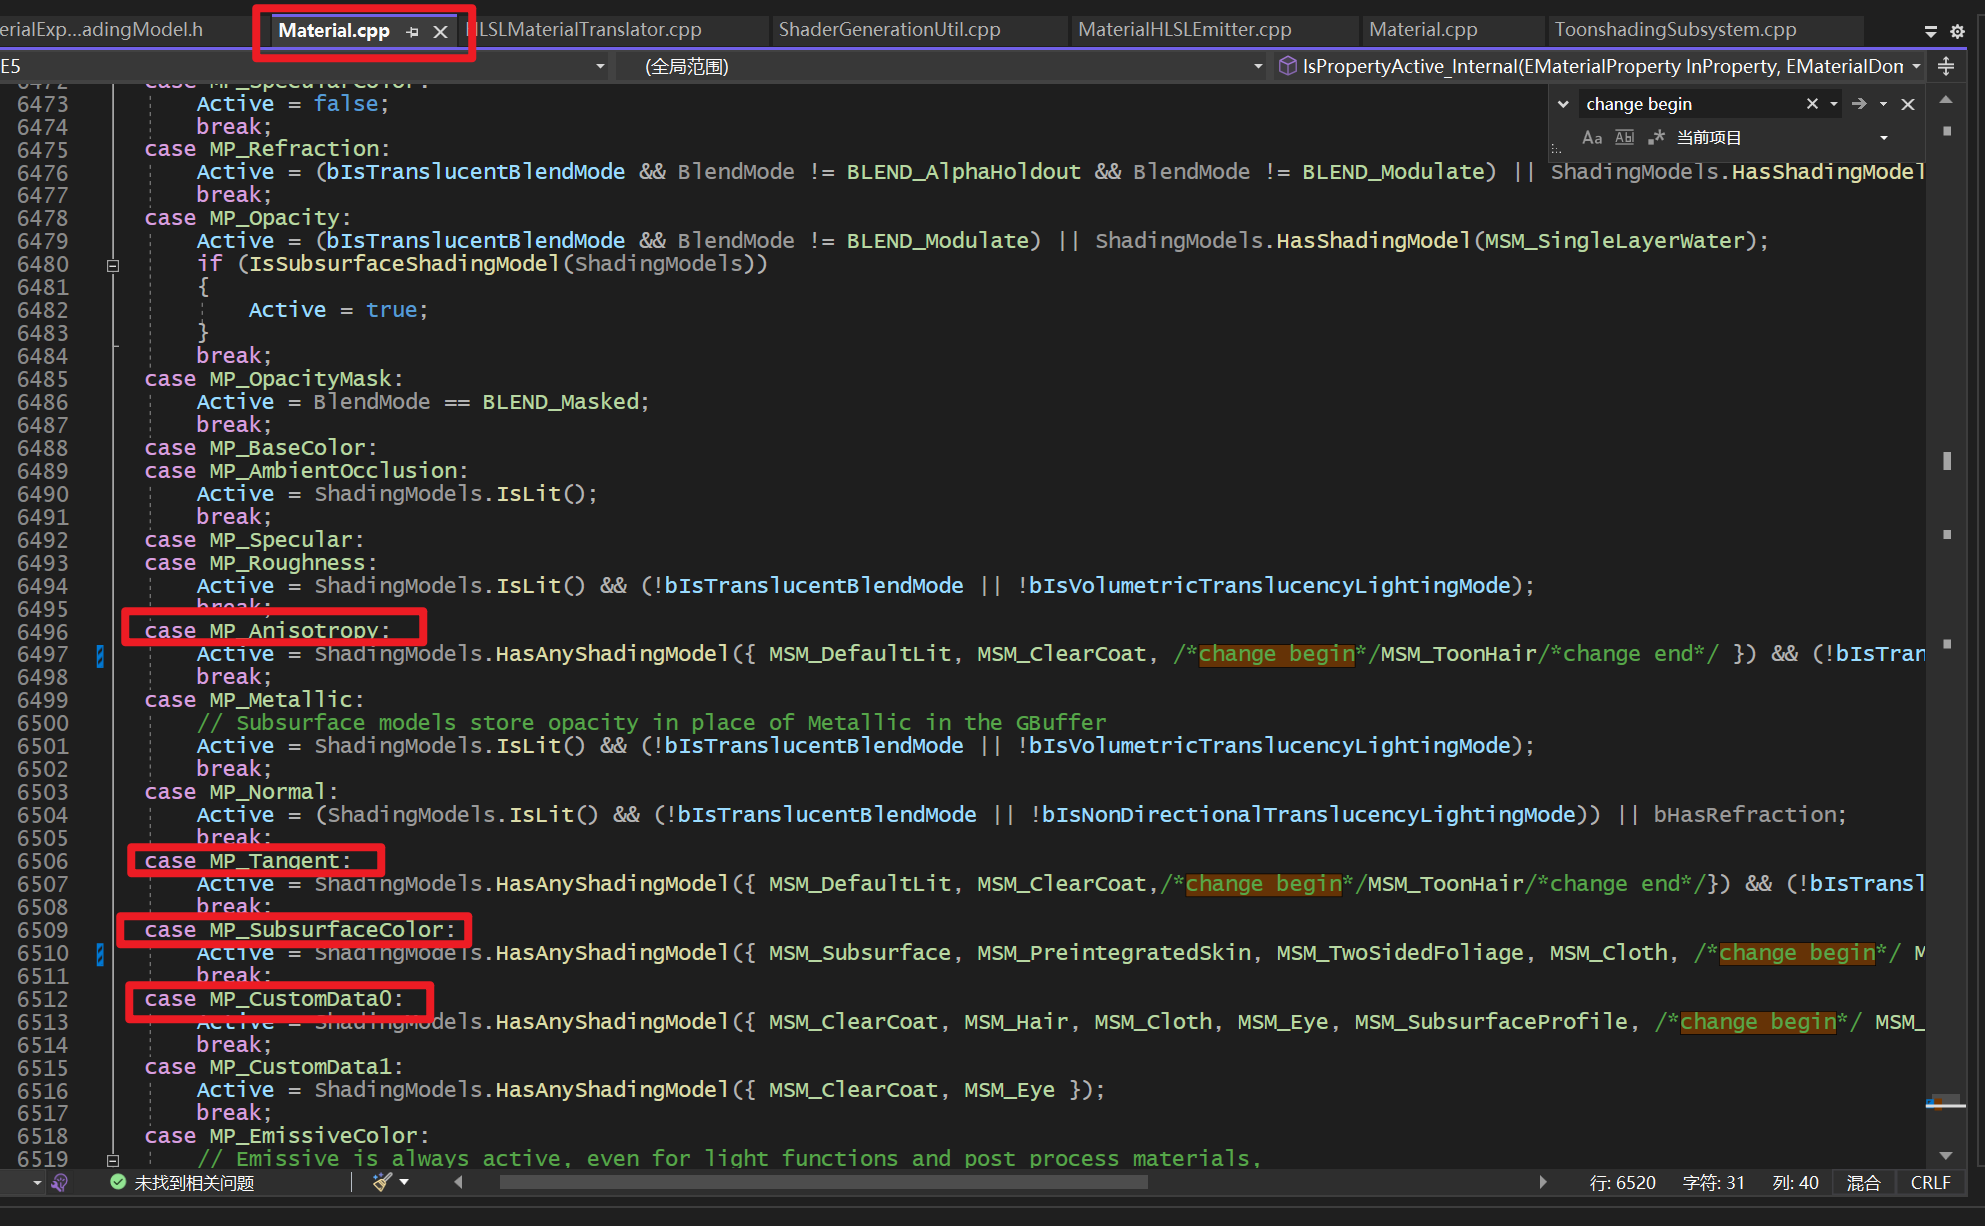 erialExp...adingModel.h
Material.cpp
HLSLMaterialTranslator.cpp
ShaderGenerationUtil.cpp
MaterialHLSLEmitter.cpp
Material.cpp
ToonshadingSubsystem.cpp
E5
(全局范围)
IsPropertyActive_Internal(EMaterialProperty InProperty, EMaterialDon
change begin
Aa Abl .* 当前项目
6472 case MP_SpecularColor:
6473 Active = false;
6474 break;
6475 case MP_Refraction:
6476 Active = (bIsTranslucentBlendMode && BlendMode != BLEND_AlphaHoldout && BlendMode != BLEND_Modulate) || ShadingModels.HasShadingModel
6477 break;
6478 case MP_Opacity:
6479 Active = (bIsTranslucentBlendMode && BlendMode != BLEND_Modulate) || ShadingModels.HasShadingModel(MSM_SingleLayerWater);
6480 if (IsSubsurfaceShadingModel(ShadingModels))
6481 {
6482 Active = true;
6483 }
6484 break;
6485 case MP_OpacityMask:
6486 Active = BlendMode == BLEND_Masked;
6487 break;
6488 case MP_BaseColor:
6489 case MP_AmbientOcclusion:
6490 Active = ShadingModels.IsLit();
6491 break;
6492 case MP_Specular:
6493 case MP_Roughness:
6494 Active = ShadingModels.IsLit() && (!bIsTranslucentBlendMode || !bIsVolumetricTranslucencyLightingMode);
6495 break;
6496 case MP_Anisotropy:
6497 Active = ShadingModels.HasAnyShadingModel({ MSM_DefaultLit, MSM_ClearCoat, /*change begin*/MSM_ToonHair/*change end*/ }) && (!bIsTran
6498 break;
6499 case MP_Metallic:
6500 // Subsurface models store opacity in place of Metallic in the GBuffer
6501 Active = ShadingModels.IsLit() && (!bIsTranslucentBlendMode || !bIsVolumetricTranslucencyLightingMode);
6502 break;
6503 case MP_Normal:
6504 Active = (ShadingModels.IsLit() && (!bIsTranslucentBlendMode || !bIsNonDirectionalTranslucencyLightingMode)) || bHasRefraction;
6505 break;
6506 case MP_Tangent:
6507 Active = ShadingModels.HasAnyShadingModel({ MSM_DefaultLit, MSM_ClearCoat,/*change begin*/MSM_ToonHair/*change end*/}) && (!bIsTransl
6508 break;
6509 case MP_SubsurfaceColor:
6510 Active = ShadingModels.HasAnyShadingModel({ MSM_Subsurface, MSM_PreintegratedSkin, MSM_TwoSidedFoliage, MSM_Cloth, /*change begin*/ M
6511 break;
6512 case MP_CustomData0:
6513 Active = ShadingModels.HasAnyShadingModel({ MSM_ClearCoat, MSM_Hair, MSM_Cloth, MSM_Eye, MSM_SubsurfaceProfile, /*change begin*/ MSM_
6514 break;
6515 case MP_CustomData1:
6516 Active = ShadingModels.HasAnyShadingModel({ MSM_ClearCoat, MSM_Eye });
6517 break;
6518 case MP_EmissiveColor:
6519 // Emissive is always active, even for light functions and post process materials,
未找到相关问题
行: 6520 字符: 31 列: 40 混合 CRLF